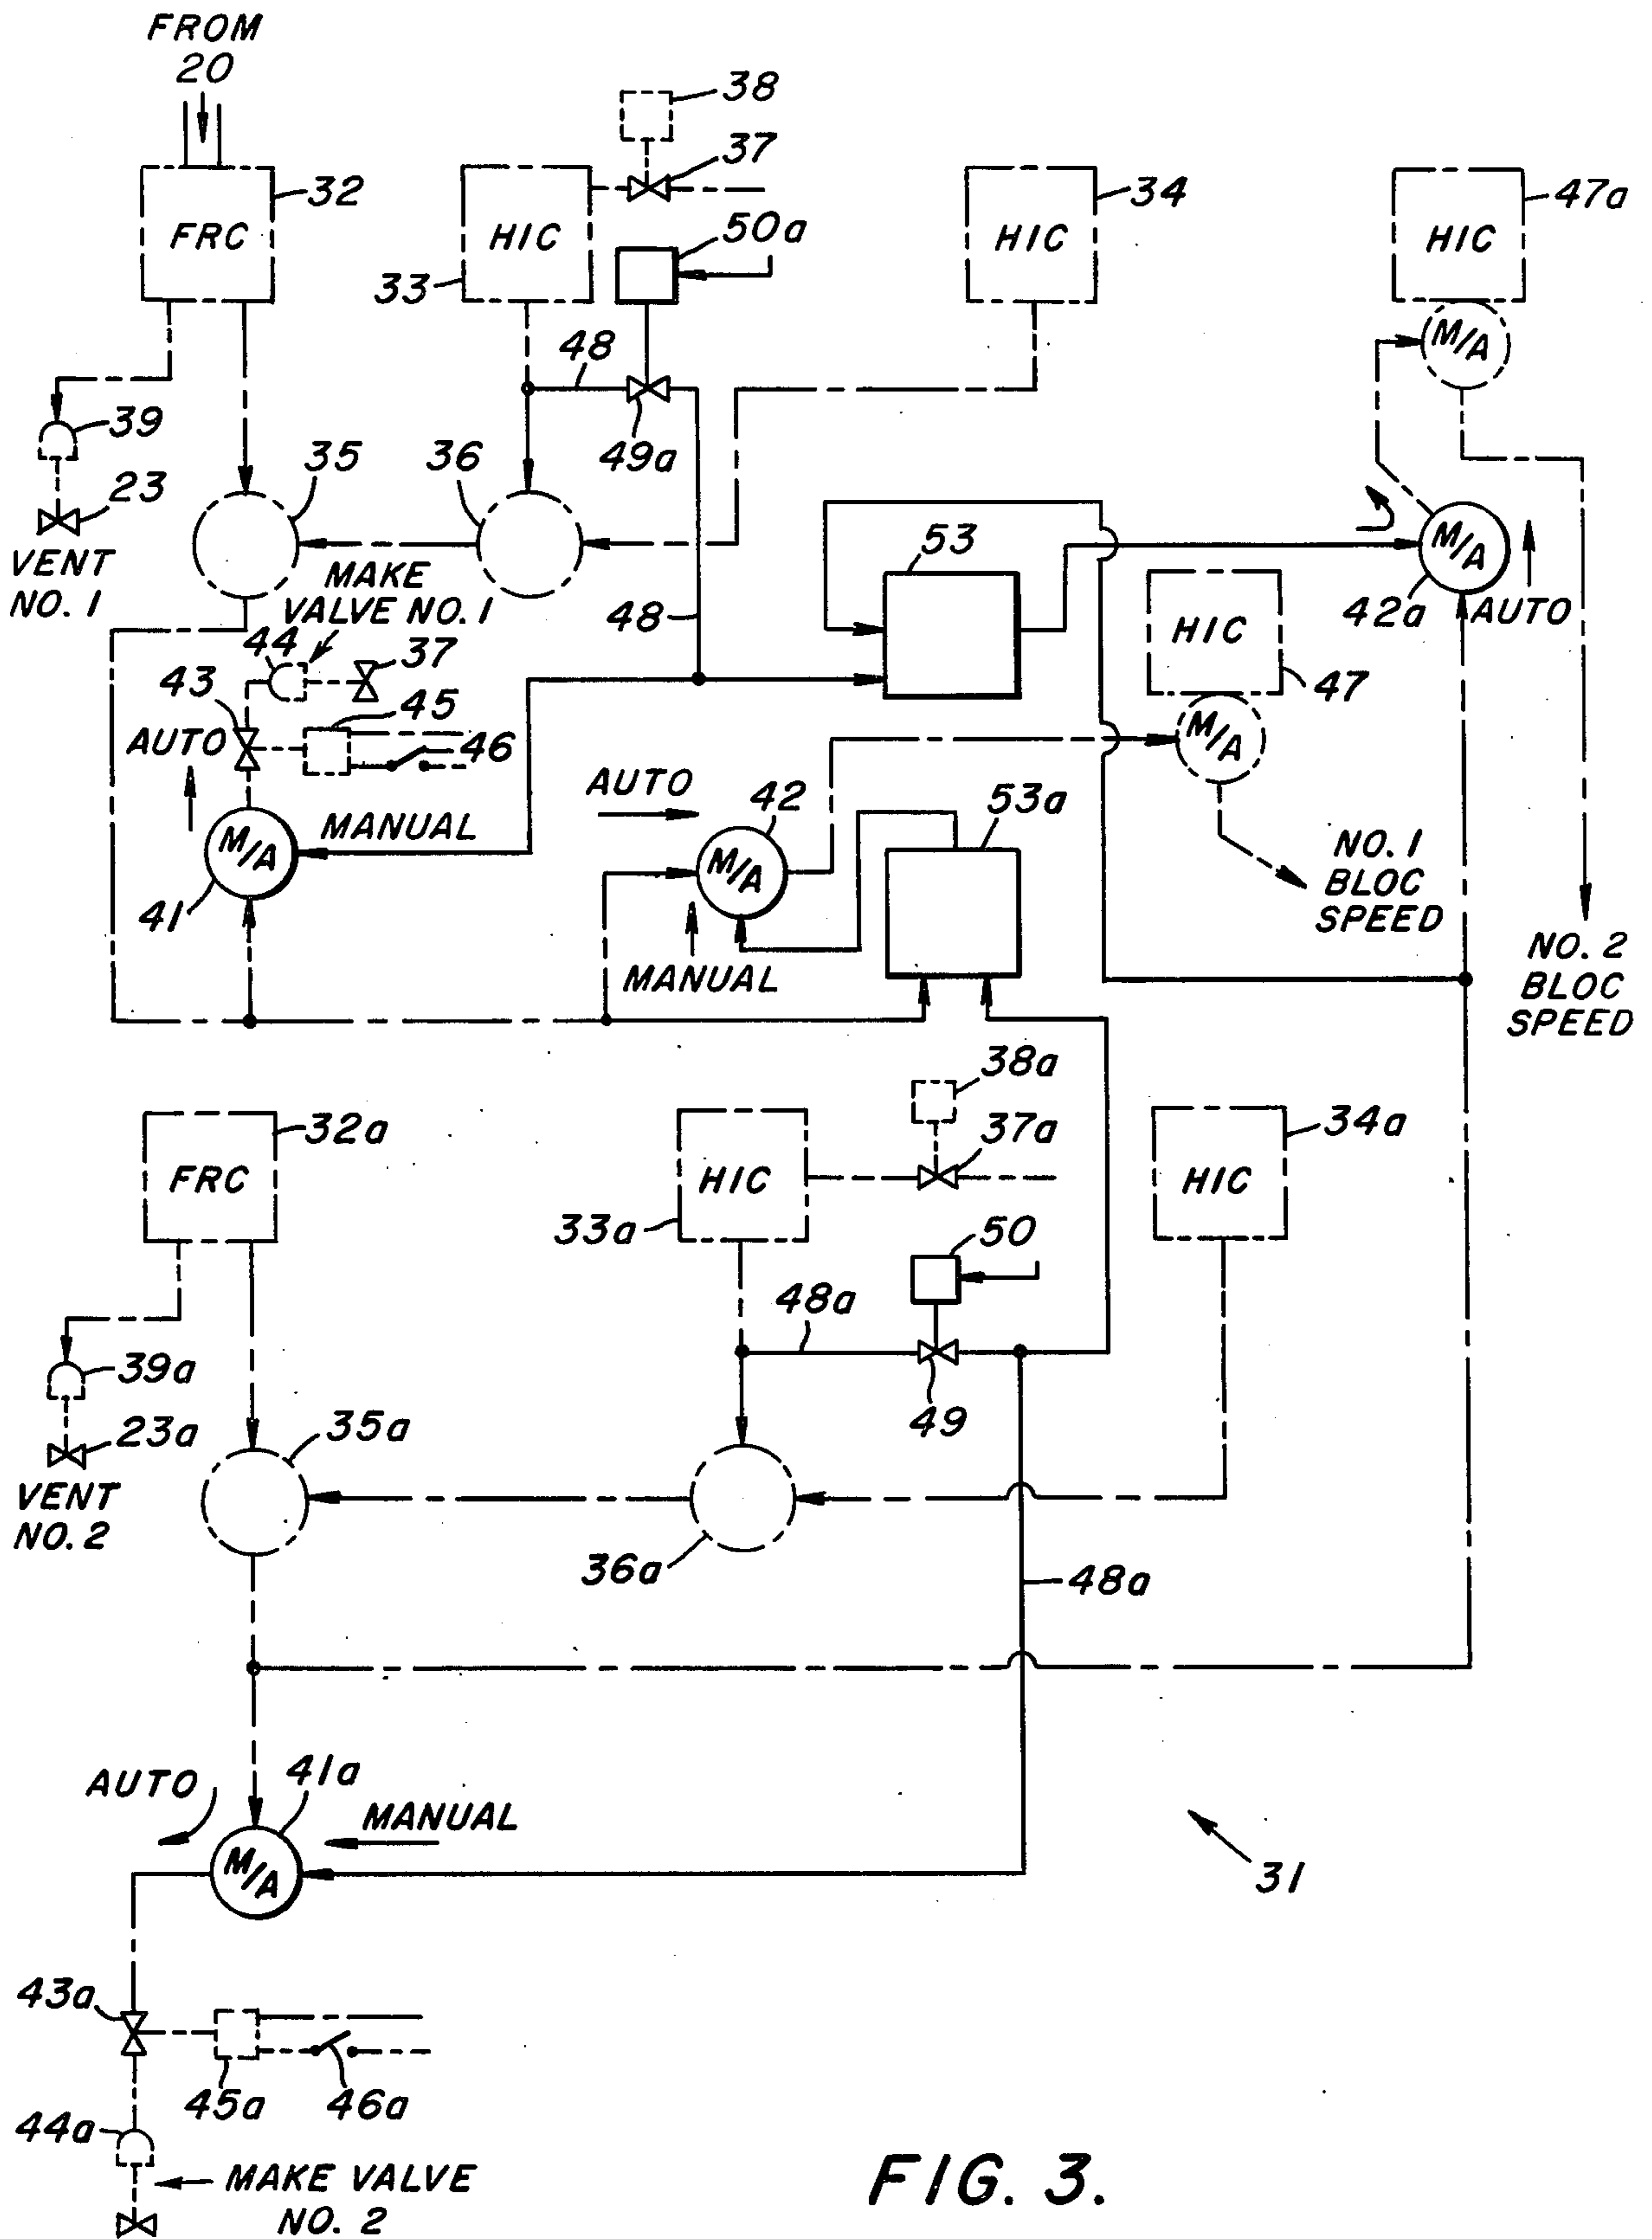 FROM
20
38
37
32
FRC
HIC
33
50a
34
HIC
47a
HIC
M/A
48
39
35
36
49a
23
VENT
NO. 1
MAKE
VALVE NO. 1
44
37
43
45
46
AUTO
MANUAL
M/A
41
48
53
M/A
42a
AUTO
HIC
47
M/A
AUTO
42
53a
M/A
MANUAL
NO. 1
BLOC
SPEED
NO. 2
BLOC
SPEED
38a
37a
32a
FRC
HIC
33a
34a
HIC
50
48a
49
39a
23a
35a
VENT
NO. 2
36a
48a
41a
AUTO
MANUAL
M/A
31
43a
45a
46a
44a
MAKE VALVE
NO. 2
FIG. 3.